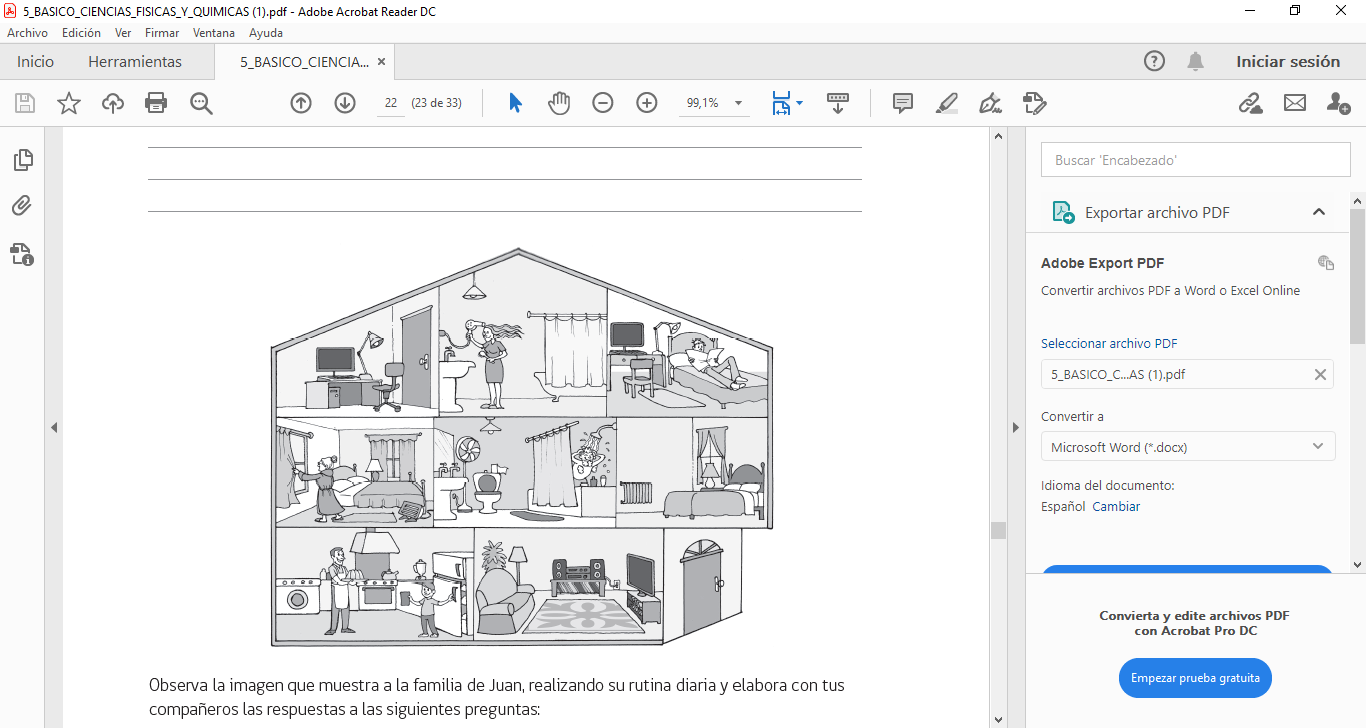 5_BASICO_CIENCIAS_FISICAS_Y_QUIMICAS (1).pdf - Adobe Acrobat Reader DC
Archivo Edición Ver Firmar Ventana Ayuda
Inicio Herramientas 5_BASICO_CIENCIA... × Iniciar sesión
22 (23 de 33) 99,1%
Buscar 'Encabezado'
Exportar archivo PDF
Adobe Export PDF
Convertir archivos PDF a Word o Excel Online
Seleccionar archivo PDF
5_BASICO_C...AS (1).pdf
Convertir a
Microsoft Word (*.docx)
Idioma del documento:
Español Cambiar
Convierta y edite archivos PDF
con Acrobat Pro DC
Empezar prueba gratuita
Observa la imagen que muestra a la familia de Juan, realizando su rutina diaria y elabora con tus
compañeros las respuestas a las siguientes preguntas: